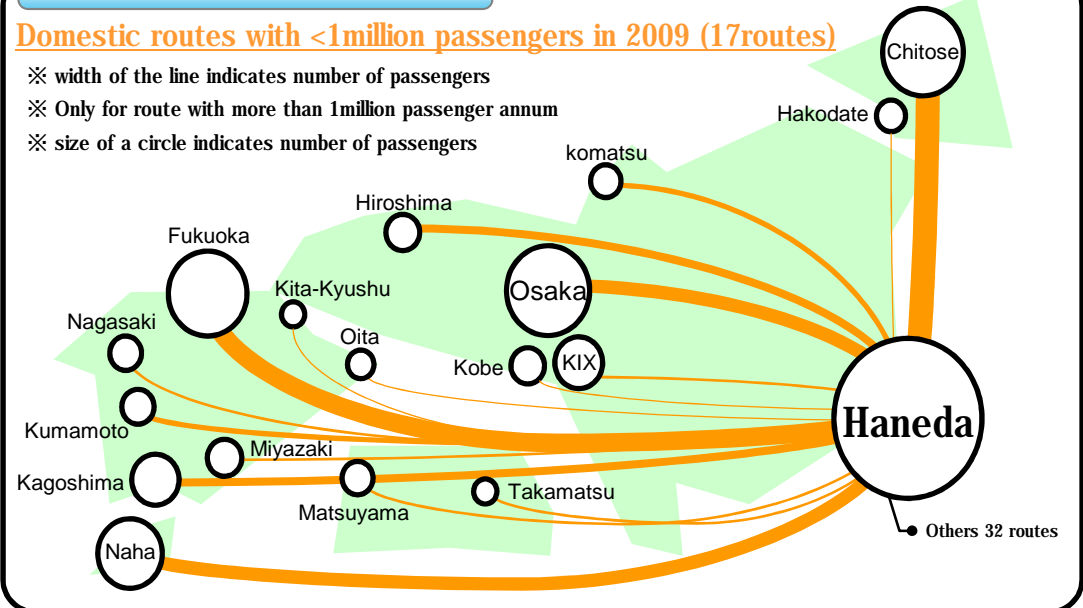 Domestic routes with <1million passengers in 2009 (17routes)
※ width of the line indicates number of passengers
※ Only for route with more than 1million passenger annum
※ size of a circle indicates number of passengers
Chitose
Hakodate
komatsu
Hiroshima
Fukuoka
Kita-Kyushu
Osaka
Nagasaki
Oita
Kobe
KIX
Kumamoto
Haneda
Miyazaki
Kagoshima
Takamatsu
Matsuyama
Others 32 routes
Naha